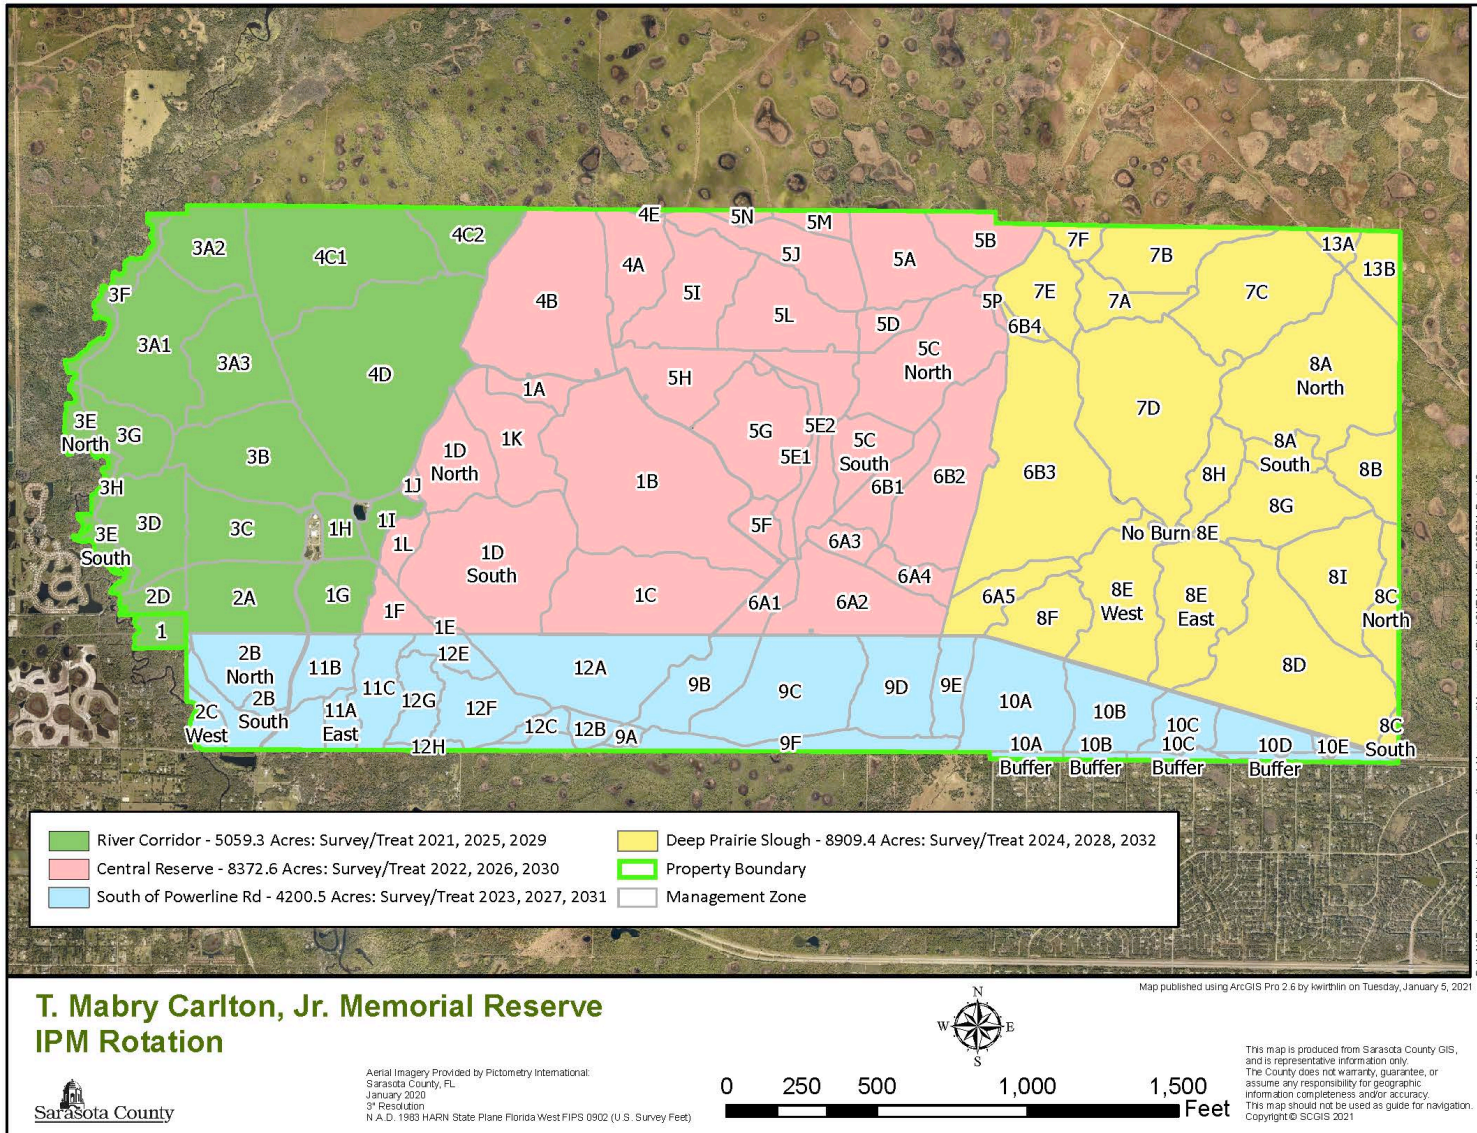 4E
5N
5M
4C2
5B
7F
13A
3A2
4C1
5J
5A
7B
13B
4A
3F
4B
5I
5P
7E
7A
7C
5L
5D
6B4
3A1
3A3
5C
North
4D
1A
5H
8A
North
7D
3E
North
3G
1K
5G
5E2
1D
North
3B
5E1
5C
South
8A
South
8B
6B2
6B3
8H
1B
1J
6B1
3H
8G
3D
3C
1H
1I
5F
3E
South
No Burn 8E
1L
6A3
1D
South
6A4
8I
2D
2A
1G
1F
1C
6A1
6A2
6A5
8F
8E
West
8E
East
8C
North
1
1E
2B
North
11B
12E
12A
8D
11C
9B
9C
9D
9E
2B
South
12G
12F
10A
10B
2C
West
11A
East
12C
12B
9A
10C
8C
South
12H
9F
10A
Buffer
10B
Buffer
10C
Buffer
10D
Buffer
10E
River Corridor - 5059.3 Acres: Survey/Treat 2021, 2025, 2029
Central Reserve - 8372.6 Acres: Survey/Treat 2022, 2026, 2030
South of Powerline Rd - 4200.5 Acres: Survey/Treat 2023, 2027, 2031
Deep Prairie Slough - 8909.4 Acres: Survey/Treat 2024, 2028, 2032
Property Boundary
Management Zone
Map published using ArcGIS Pro 2.6 by kwirthlin on Tuesday, January 5, 2021
T. Mabry Carlton, Jr. Memorial Reserve
IPM Rotation
Sarasota County
Aerial Imagery Provided by Pictometry International:
Sarasota County, FL
January 2020
3" Resolution
N.A.D. 1983 HARN State Plane Florida West FIPS 0902 (U.S. Survey Feet)
N
W
E
S
0 250 500 1,000 1,500
Feet
This map is produced from Sarasota County GIS,
and is representative information only.
The County does not warranty, guarantee, or
assume any responsibility for geographic
information completeness and/or accuracy.
This map should not be used as guide for navigation.
Copyright © SCGIS 2021